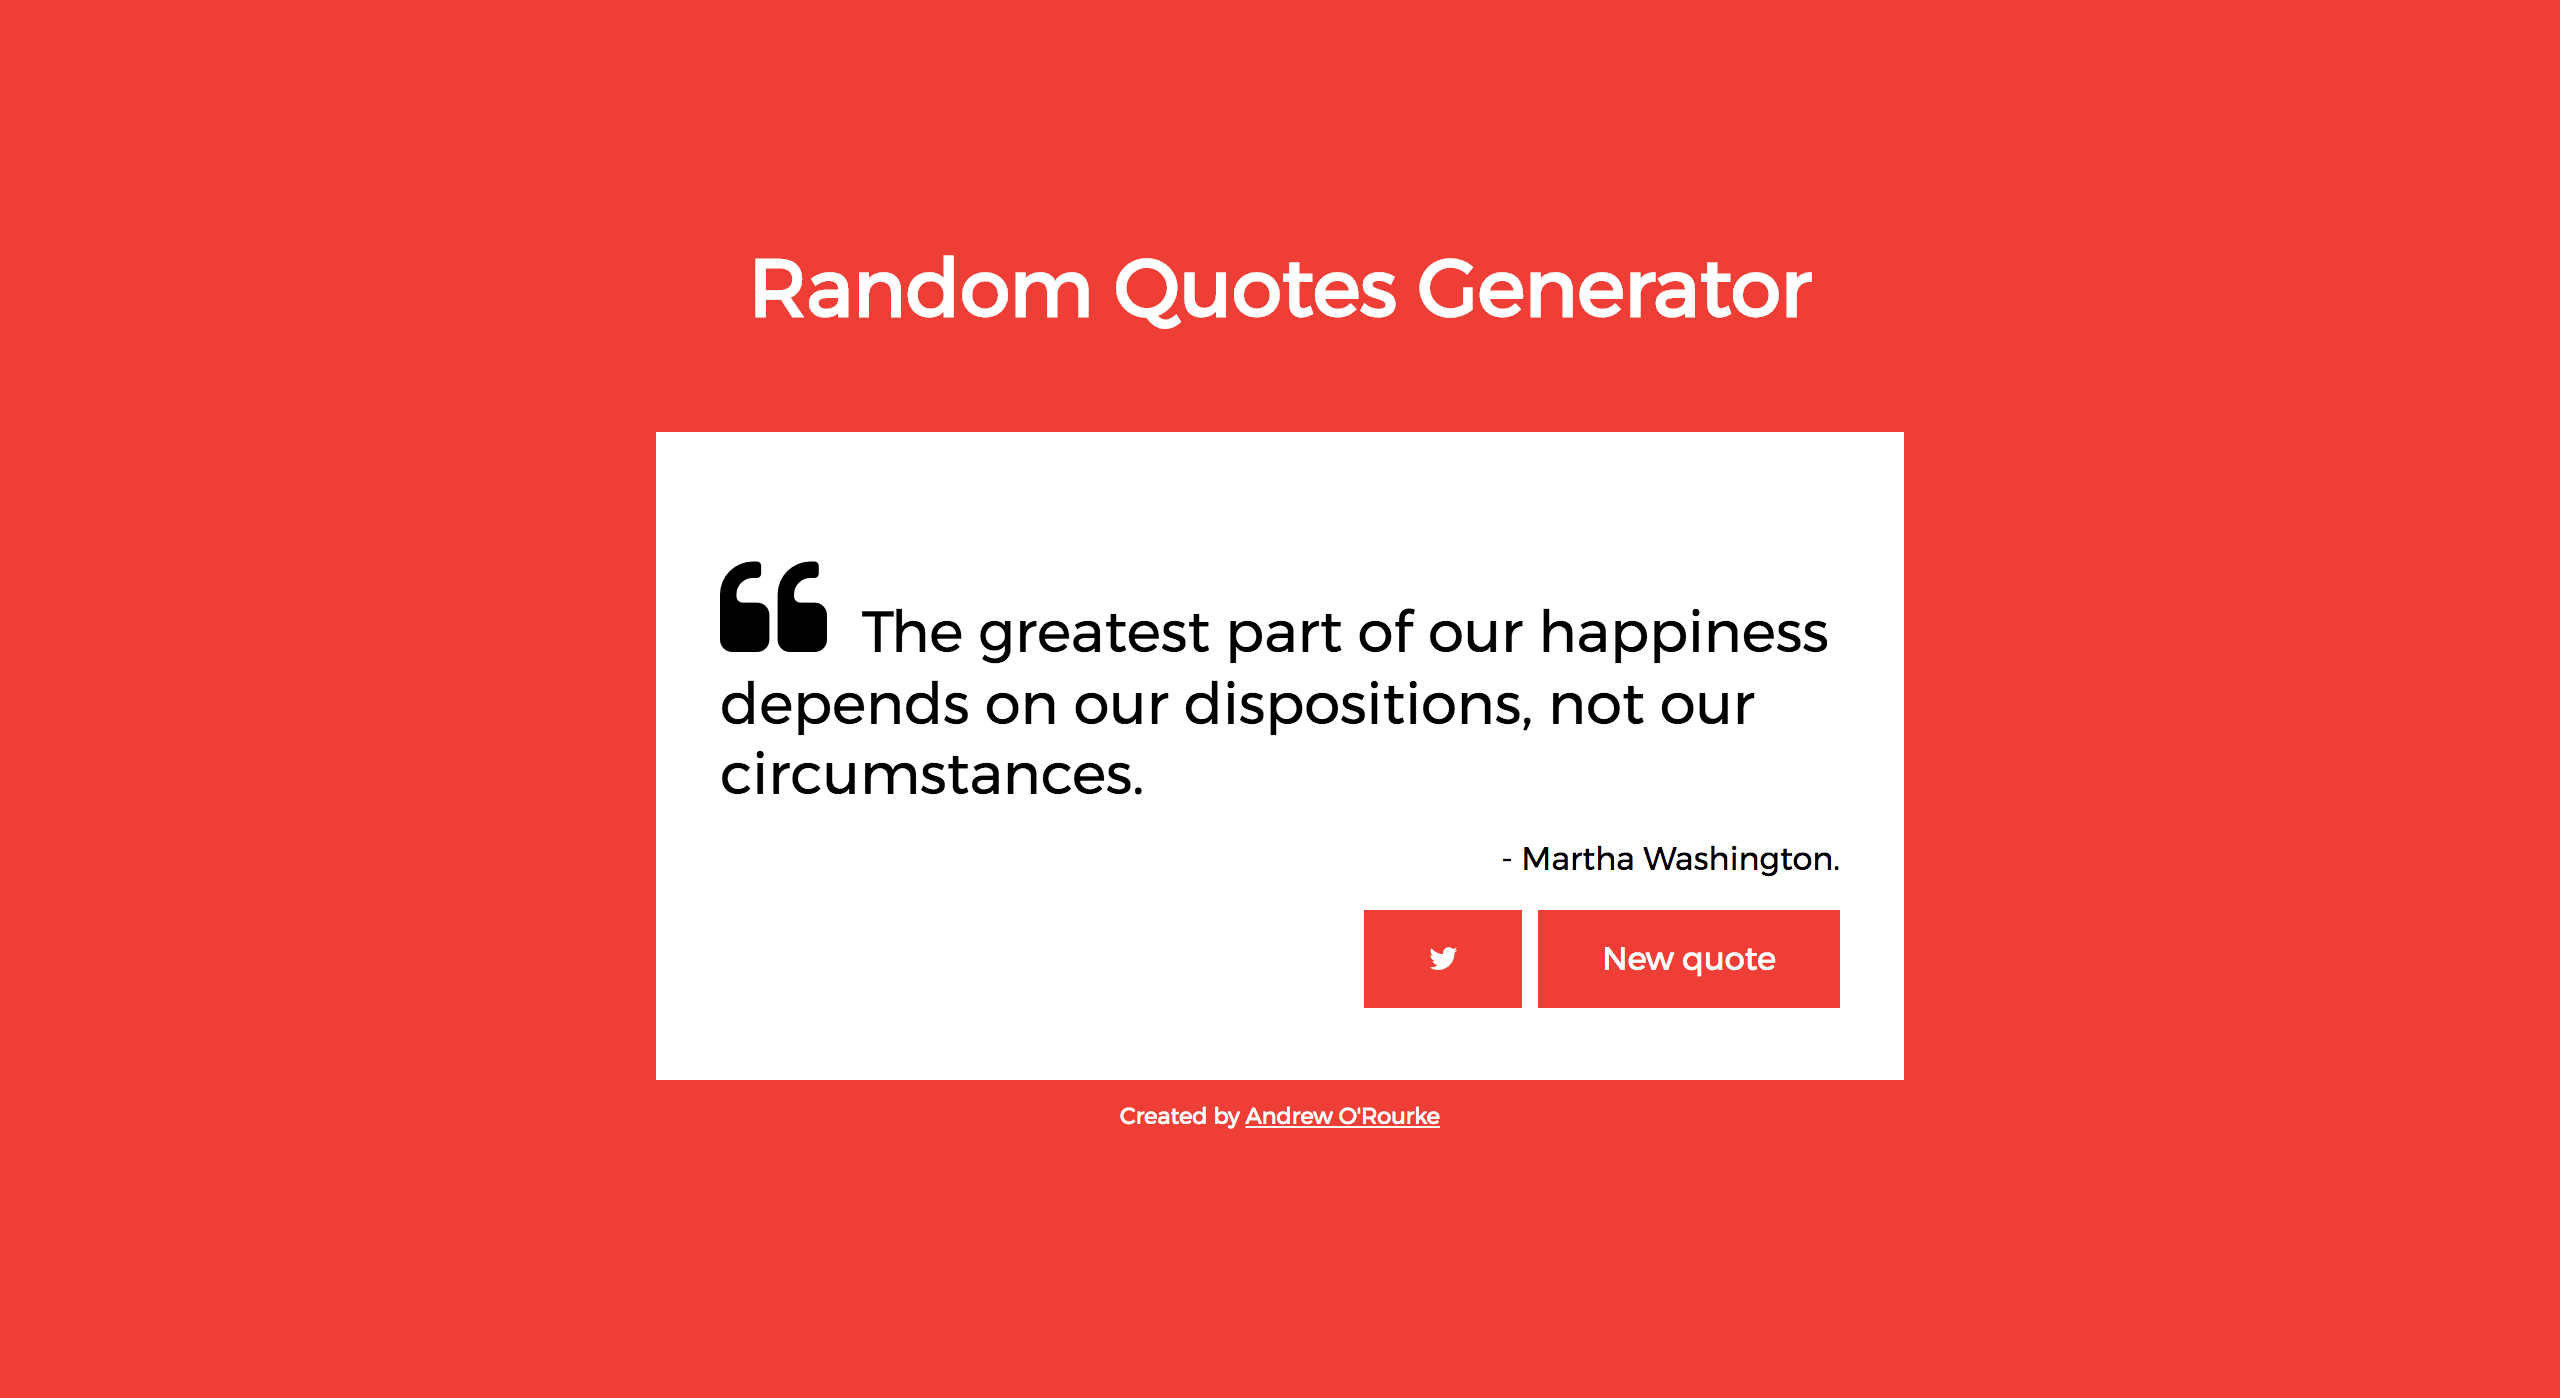 Random Quotes Generator
The greatest part of our happiness
depends on our dispositions, not our
circumstances.
- Martha Washington.
New quote
Created by Andrew O'Rourke